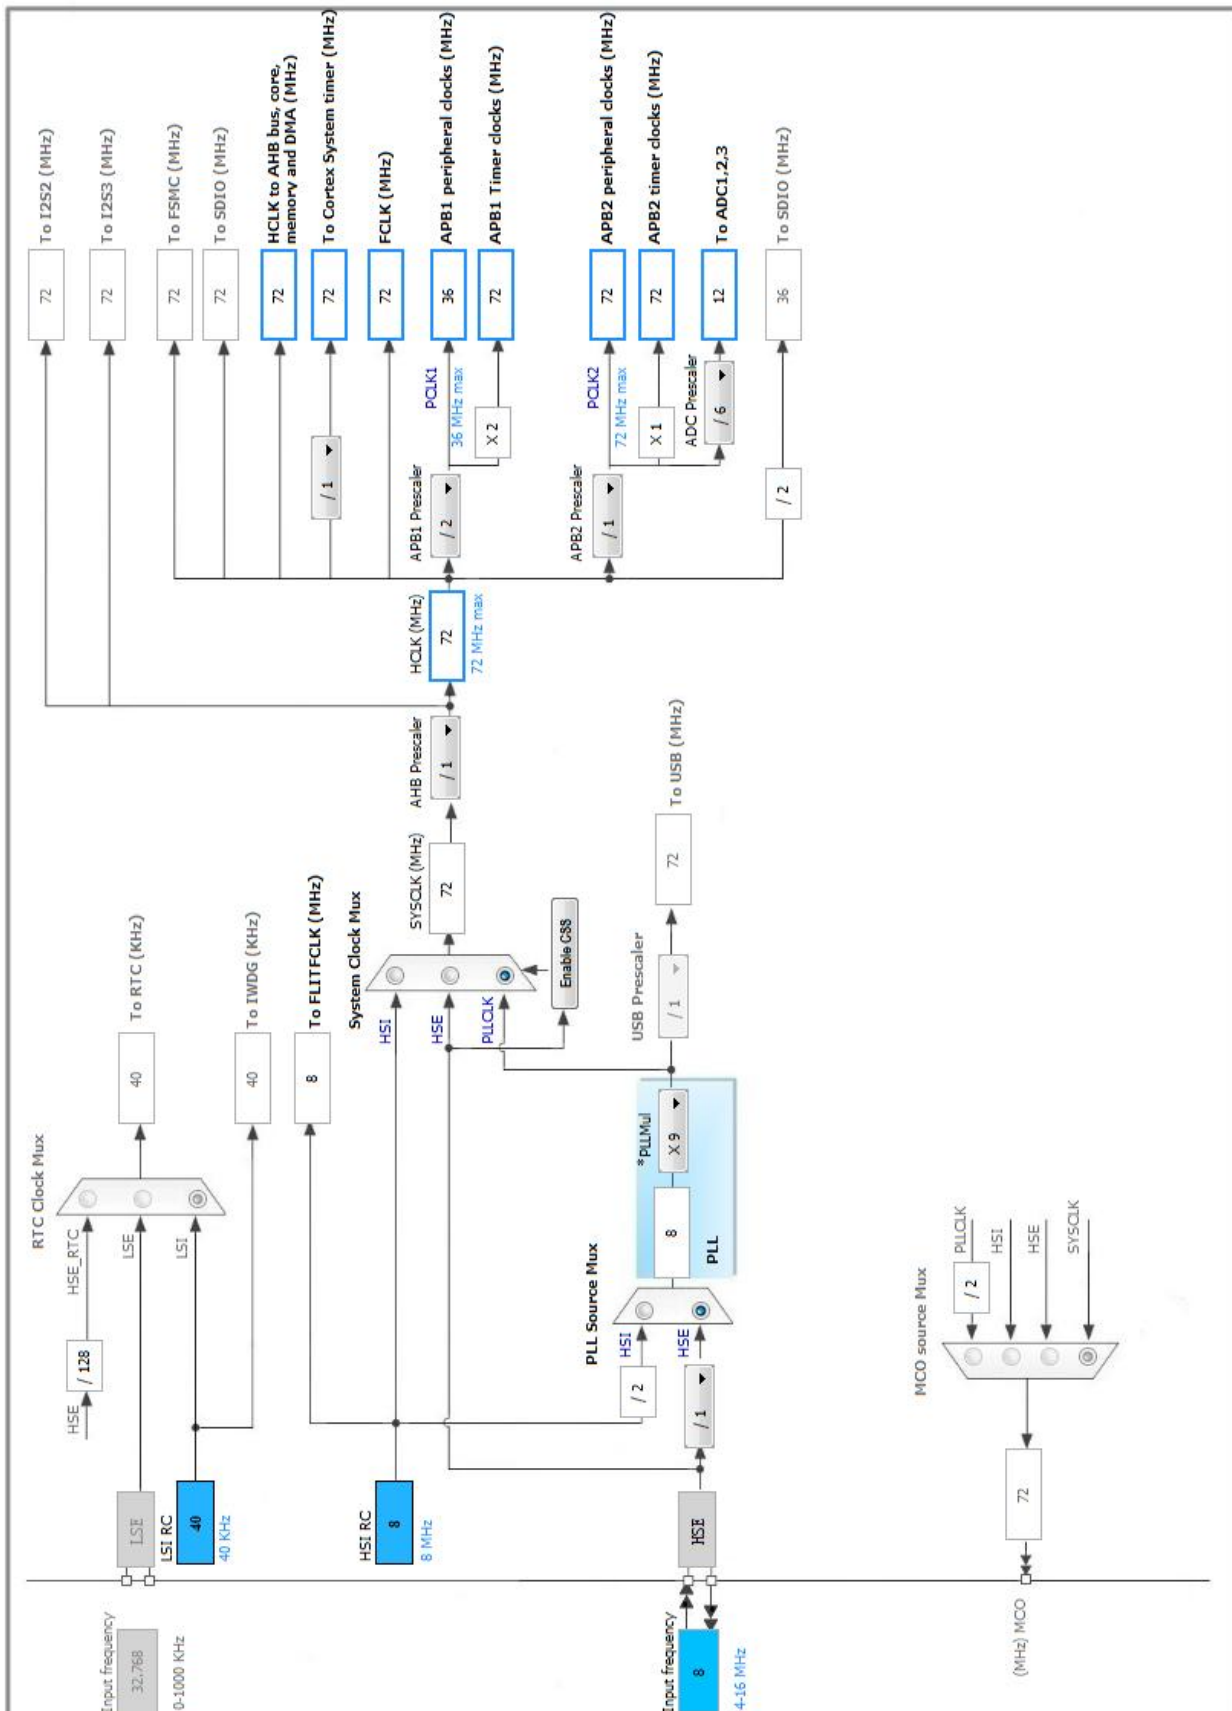 Input frequency
32.768
0-1000 KHz
LSE
LSI RC
40
40 KHz
HSE
/ 128
HSE_RTC
LSE
LSI
RTC Clock Mux
40
To RTC (KHz)
40
To IWDG (KHz)
HSI RC
8
8 MHz
8
To FLITFCLK (MHz)
System Clock Mux
HSI
HSE
PLLCLK
Enable CSS
SYSCLK (MHz)
72
AHB Prescaler
/ 1
HCLK (MHz)
72
72 MHz max
Input frequency
8
4-16 MHz
HSE
/ 1
/ 2
HSI
HSE
PLL Source Mux
8
*PLLMul
X 9
PLL
USB Prescaler
/ 1
72
To USB (MHz)
72
To I2S2 (MHz)
72
To I2S3 (MHz)
72
To FSMC (MHz)
72
To SDIO (MHz)
72
HCLK to AHB bus, core,
memory and DMA (MHz)
/ 1
72
To Cortex System timer (MHz)
72
FCLK (MHz)
APB1 Prescaler
/ 2
PCLK1
36 MHz max
36
APB1 peripheral clocks (MHz)
X 2
72
APB1 Timer clocks (MHz)
APB2 Prescaler
/ 1
PCLK2
72 MHz max
72
APB2 peripheral clocks (MHz)
X 1
72
APB2 timer clocks (MHz)
ADC Prescaler
/ 6
12
To ADC1,2,3
/ 2
36
To SDIO (MHz)
MCO source Mux
(MHz) MCO
72
/ 2
PLLCLK
HSI
HSE
SYSCLK